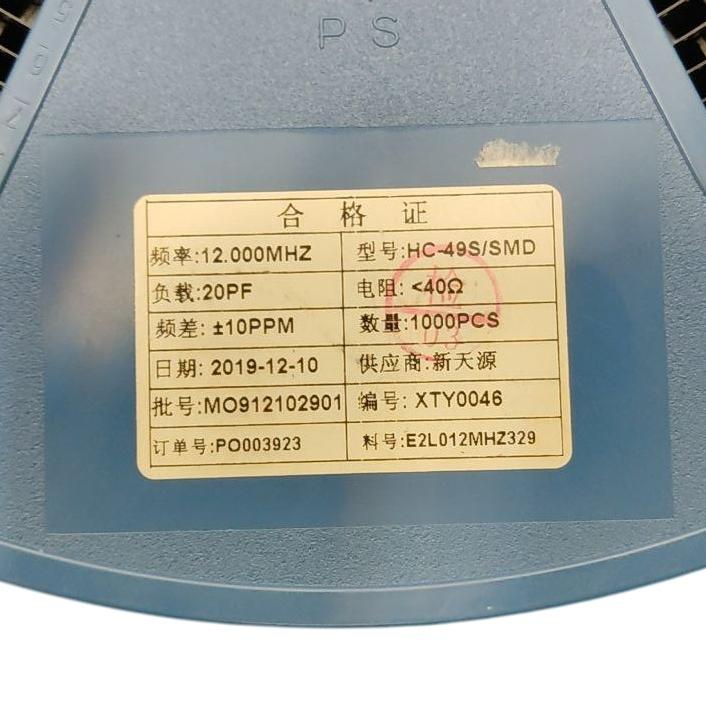 PS
合格证
频率:12.000MHZ 型号:HC-49S/SMD
负载:20PF 电阻: <40Ω
频差: ±10PPM 数量:1000PCS
日期: 2019-12-10 供应商:新天源
批号:MO912102901 编号: XTY0046
订单号:PO003923 料号:E2L012MHZ329
检
03